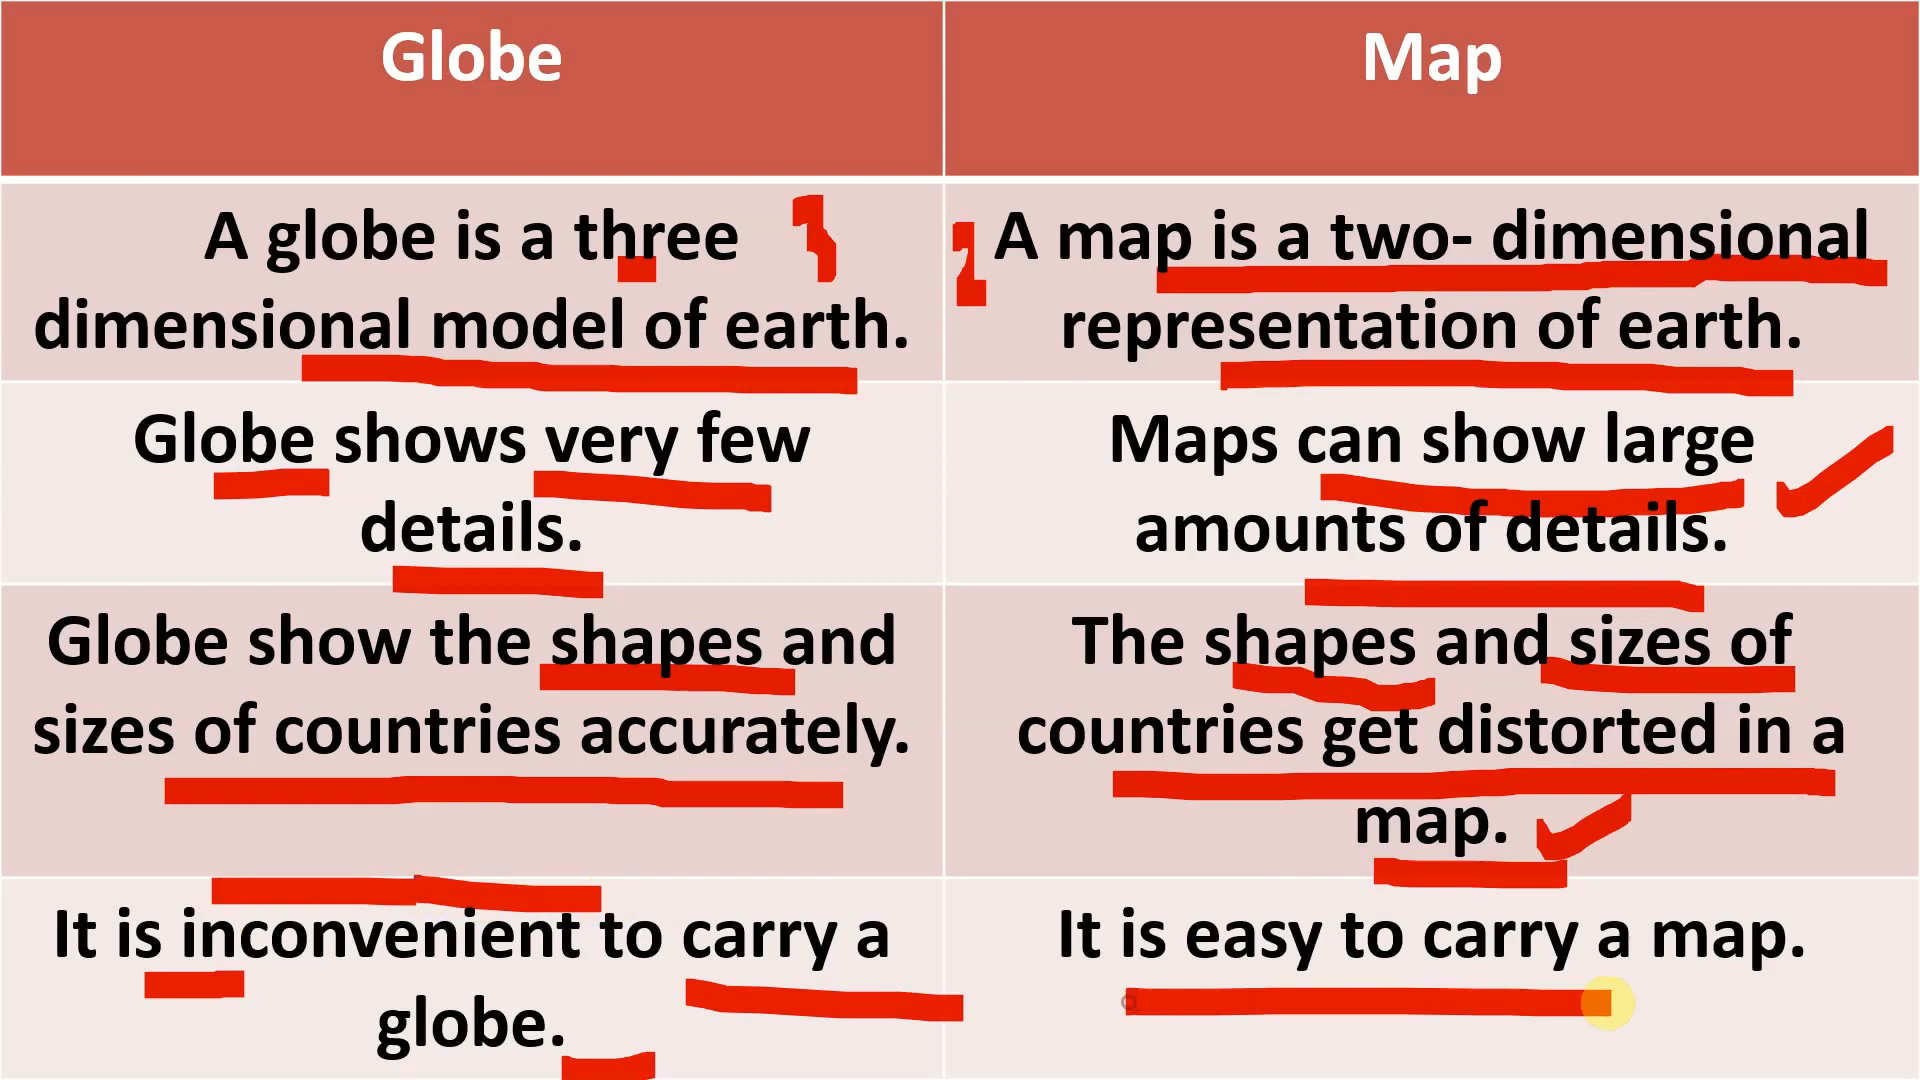 Globe
Map
A globe is a three
dimensional model of earth.
A map is a two- dimensional
representation of earth.
Globe shows very few
details.
Maps can show large
amounts of details.
Globe show the shapes and
sizes of countries accurately.
The shapes and sizes of
countries get distorted in a
map.
It is inconvenient to carry a
globe.
It is easy to carry a map.